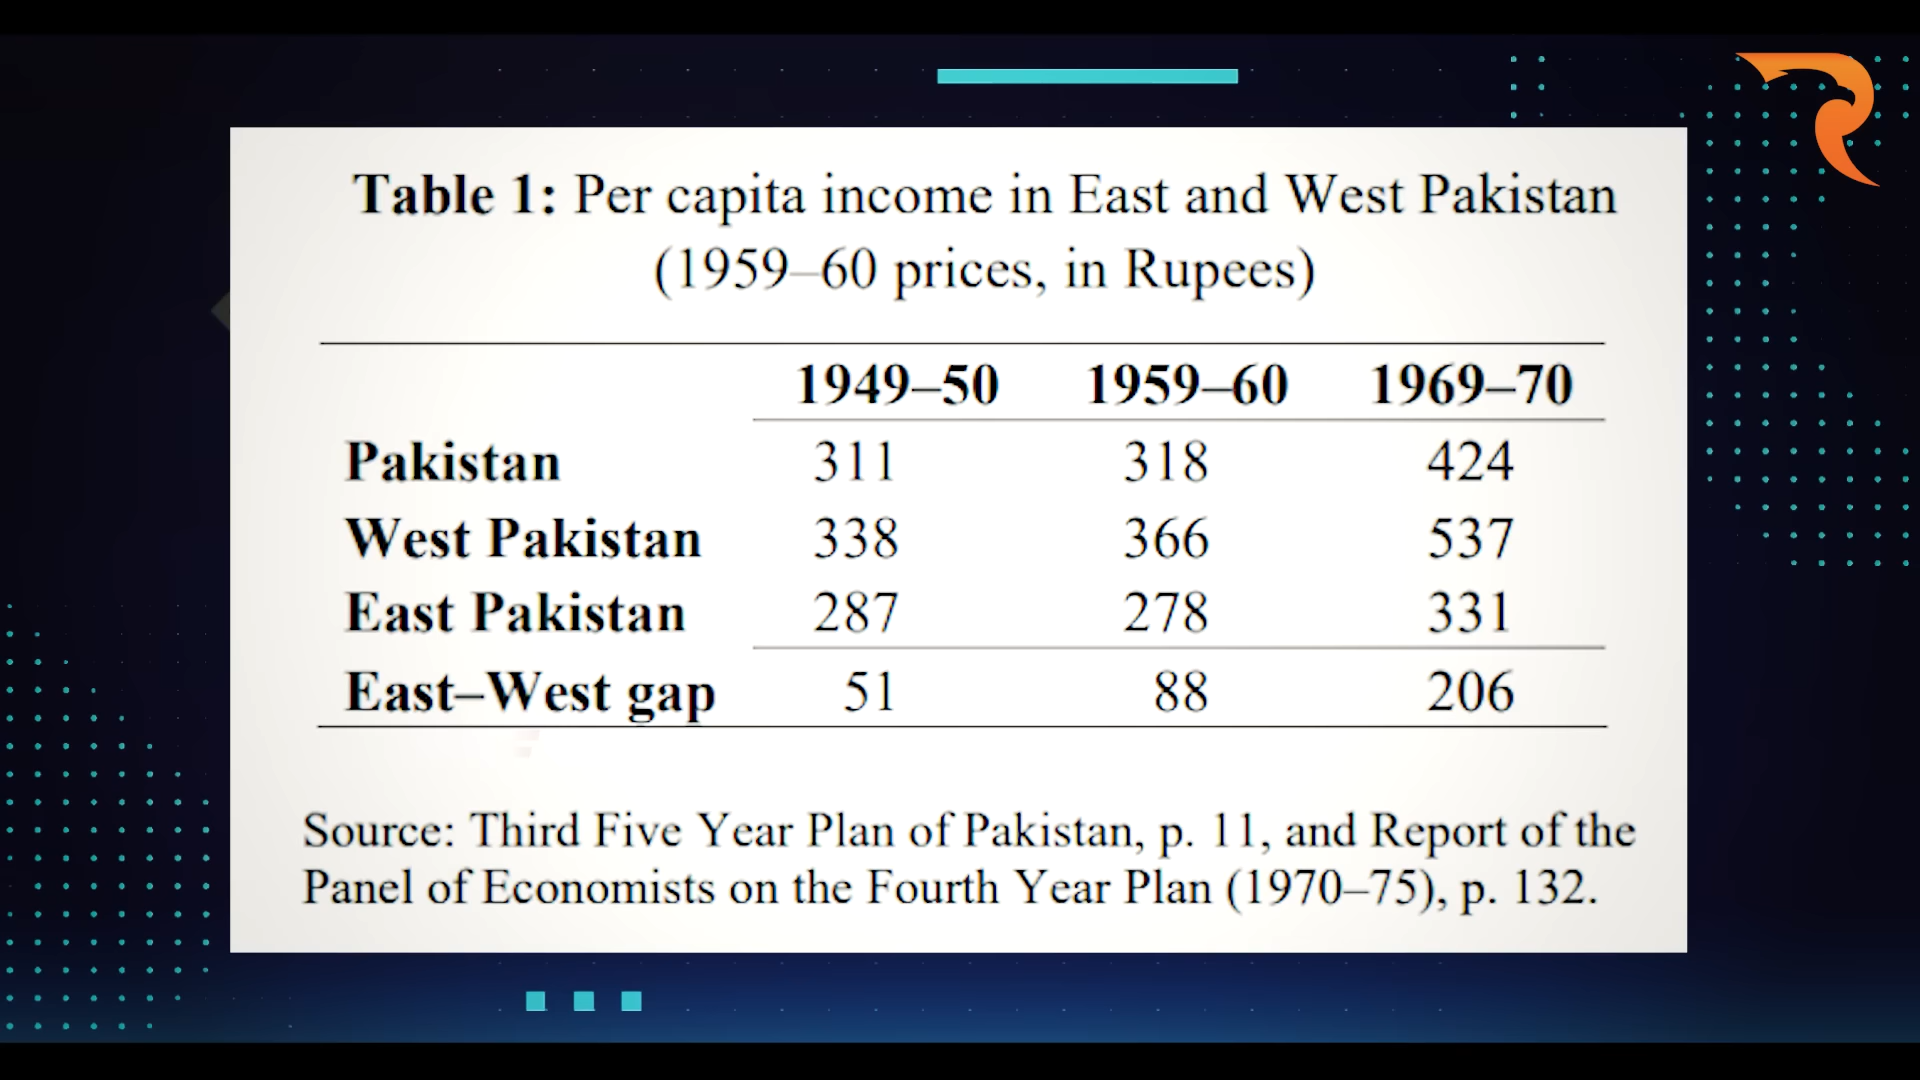 Table 1: Per capita income in East and West Pakistan
(1959–60 prices, in Rupees)
1949–50 1959–60 1969–70
Pakistan 311 318 424
West Pakistan 338 366 537
East Pakistan 287 278 331
East–West gap 51 88 206
Source: Third Five Year Plan of Pakistan, p. 11, and Report of the
Panel of Economists on the Fourth Year Plan (1970–75), p. 132.